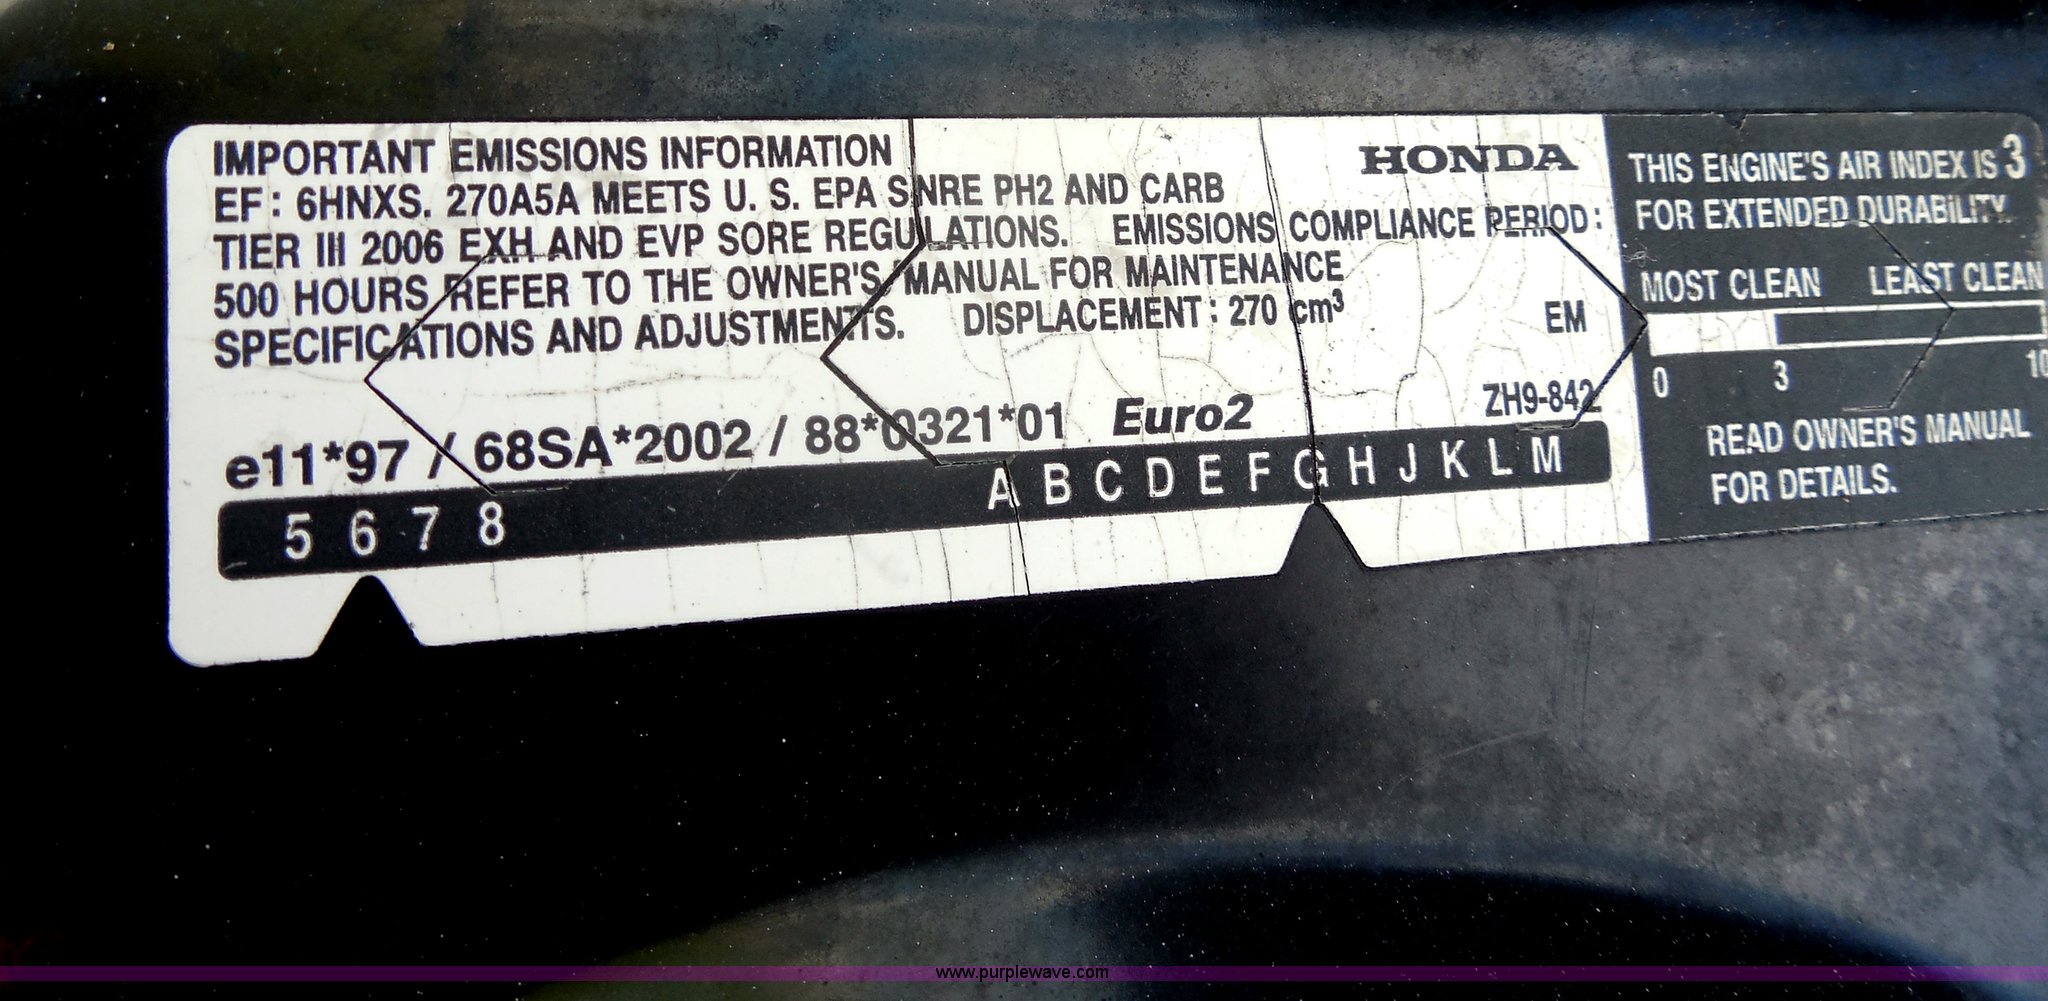 IMPORTANT EMISSIONS INFORMATION
HONDA
EF: 6HNXS. 270A5A MEETS U. S. EPA SNRE PH2 AND CARB
TIER III 2006 EXH AND EVP SORE REGULATIONS. EMISSIONS COMPLIANCE PERIOD:
500 HOURS REFER TO THE OWNER'S MANUAL FOR MAINTENANCE
SPECIFICATIONS AND ADJUSTMENTS. DISPLACEMENT: 270 cm³
EM
ZH9-842
e11*97 / 68SA*2002 / 88*0321*01 Euro2
5 6 7 8 A B C D E F G H J K L M
THIS ENGINE'S AIR INDEX IS 3
FOR EXTENDED DURABILITY.
MOST CLEAN LEAST CLEAN
0 3 10
READ OWNER'S MANUAL
FOR DETAILS.
www.purplewave.com